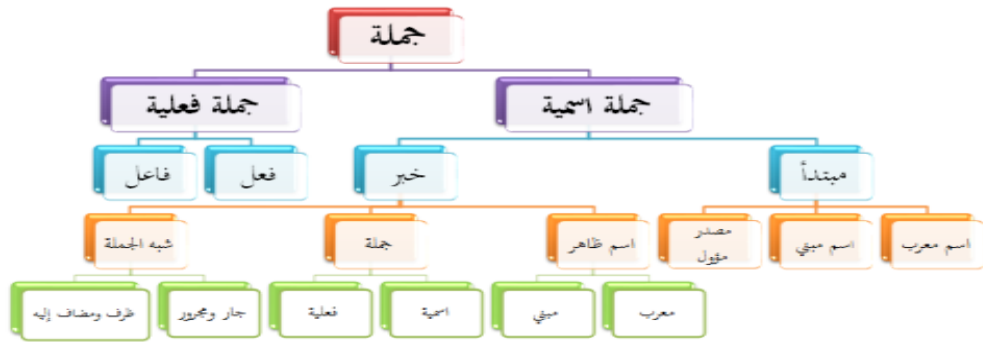 جملة
جملة اسمية
جملة فعلية
مبتدأ
خبر
فعل
فاعل
اسم معرب
اسم مبني
مصدر
مؤول
اسم ظاهر
جملة
شبه الجملة
معرب
مبني
اسمية
فعلية
جار ومجرور
ظرف ومضاف إليه